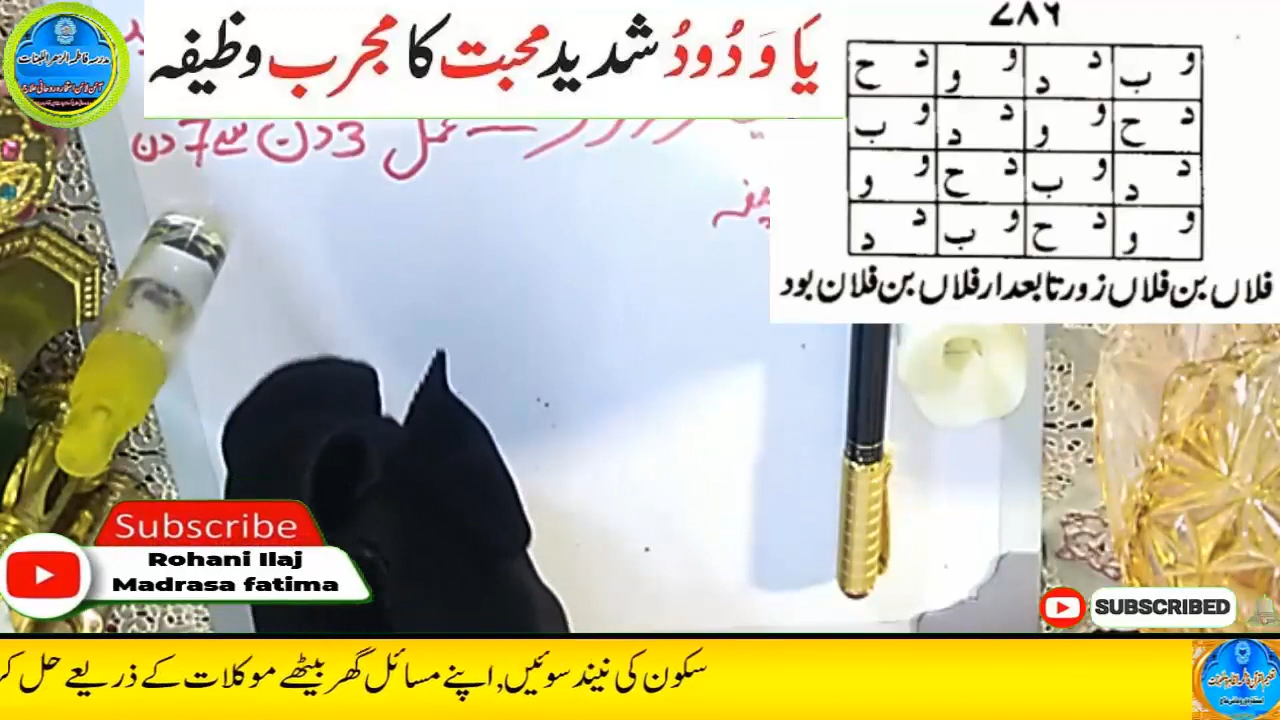 یَا وَدُودُ شدید محبت کا مجرب وظیفہ
۷۸۶
و ب د د و و د ح
د ح و و د د و ب
د د و ب د ح و و
و و د ح و ب د د
فلاں بن فلاں زور تابعدار فلاں بن فلان بود
عمل 3 دن سے 7 دن
Subscribe
Rohani Ilaj
Madrasa fatima
SUBSCRIBED
سکون کی نیند سوئیں, اپنے مسائل گھر بیٹھے موکلات کے ذریعے حل کر